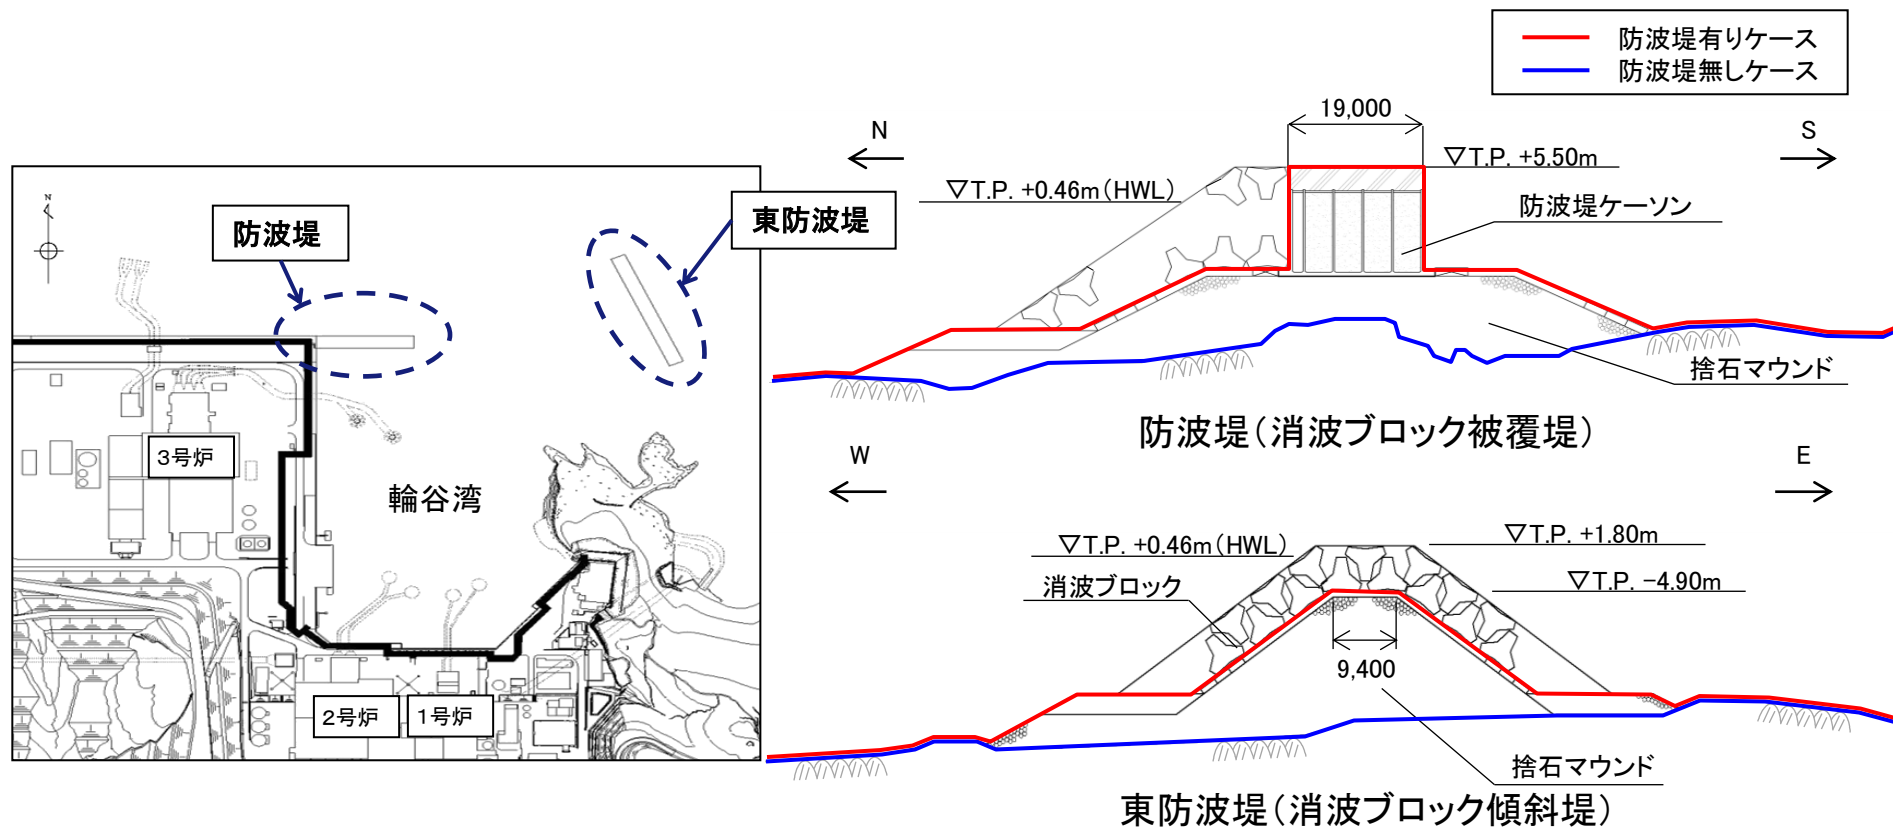 防波堤有りケース
防波堤無しケース
N
防波堤
東防波堤
3号炉
輪谷湾
2号炉
1号炉
N
S
19,000
▽T.P. +5.50m
▽T.P. +0.46m(HWL)
防波堤ケーソン
捨石マウンド
防波堤(消波ブロック被覆堤)
W
E
▽T.P. +0.46m(HWL)
▽T.P. +1.80m
消波ブロック
▽T.P. −4.90m
9,400
捨石マウンド
東防波堤(消波ブロック傾斜堤)